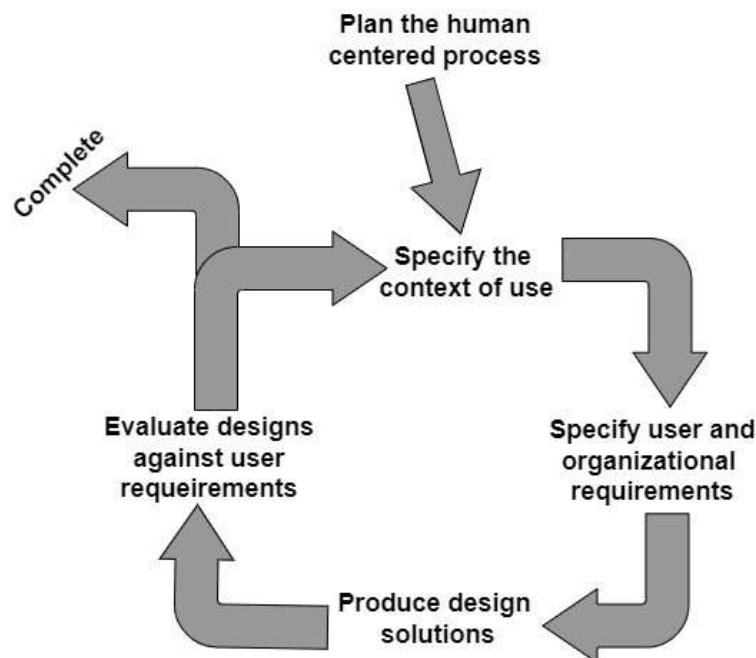 Plan the human
centered process
Complete
Specify the
context of use
Evaluate designs
against user
requeirements
Specify user and
organizational
requirements
Produce design
solutions